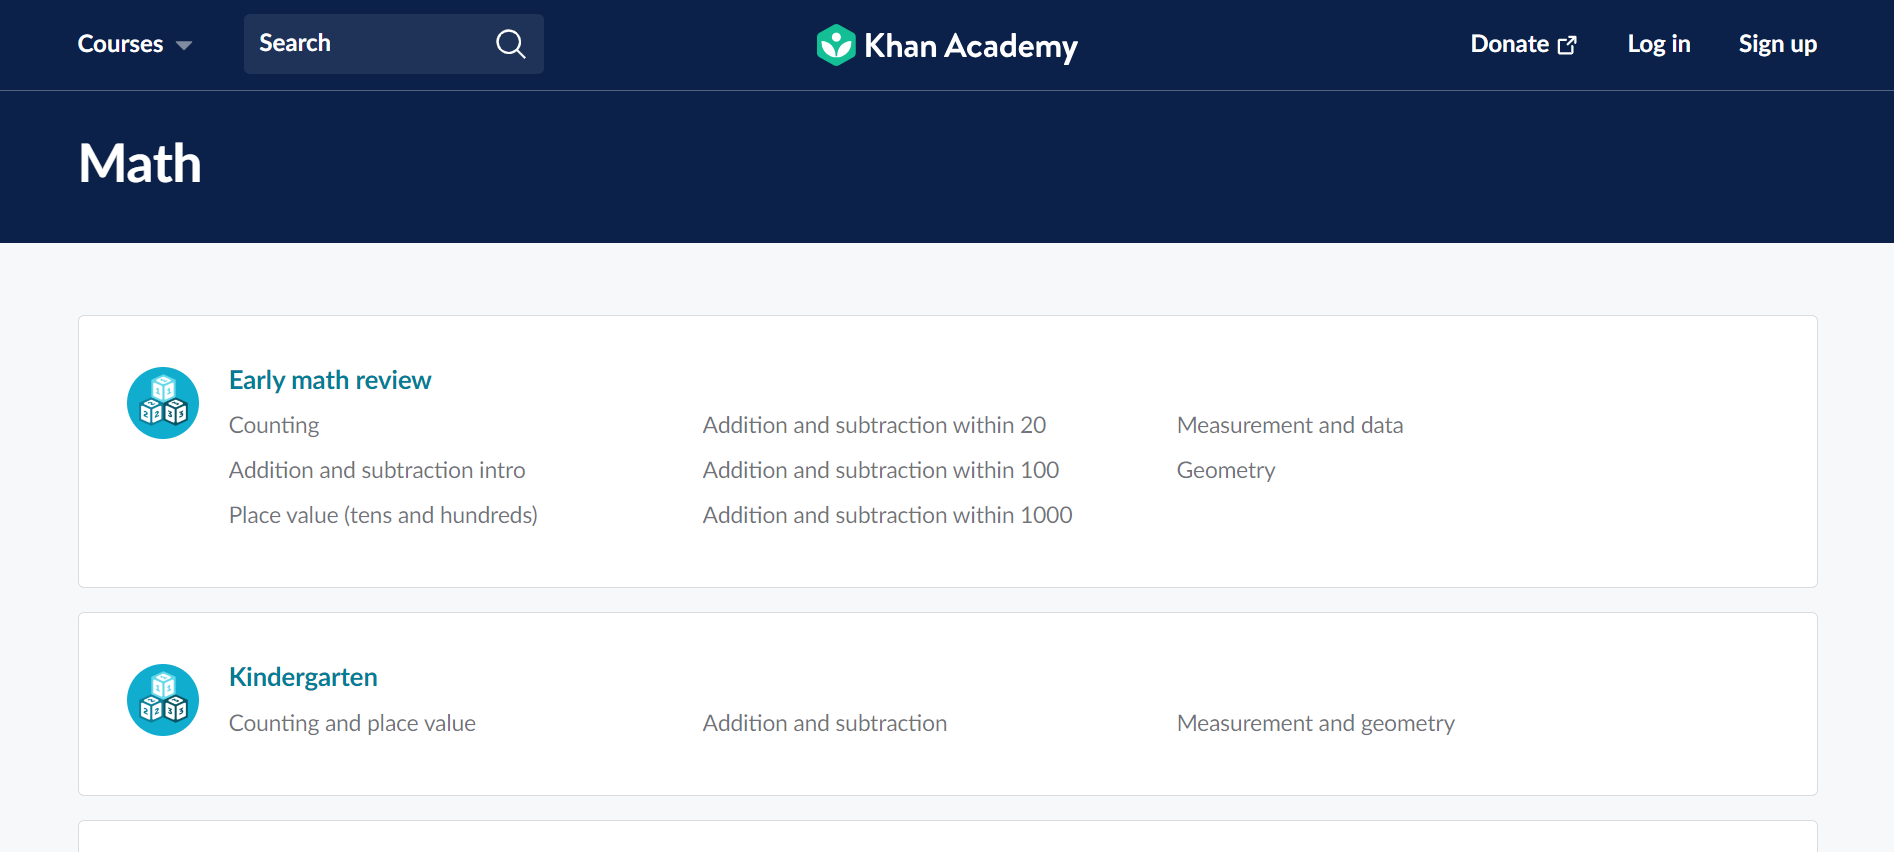 Courses
Search
Khan Academy
Donate
Log in
Sign up
Math
Early math review
Counting
Addition and subtraction intro
Place value (tens and hundreds)
Addition and subtraction within 20
Addition and subtraction within 100
Addition and subtraction within 1000
Measurement and data
Geometry
Kindergarten
Counting and place value
Addition and subtraction
Measurement and geometry